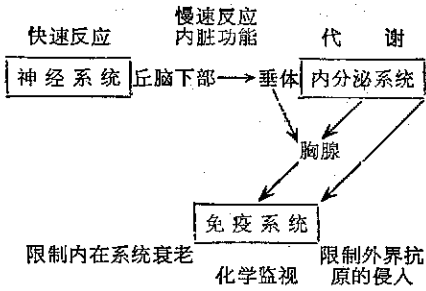 慢速反应
快速反应 内脏功能 代 谢
神经系统 丘脑下部 垂体 内分泌系统
胸腺
免疫系统
限制内在系统衰老 限制外界抗
化学监视 原的侵入